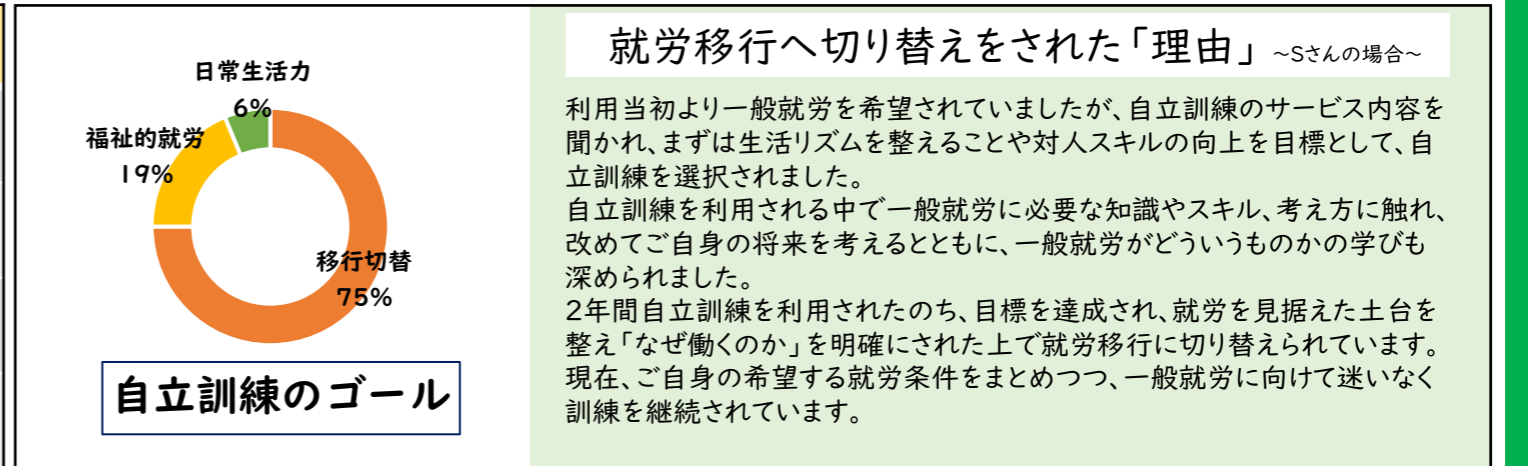 日常生活力
6%
福祉的就労
19%
移行切替
75%
自立訓練のゴール
就労移行へ切り替えをされた「理由」 ~Sさんの場合~
利用当初より一般就労を希望されていましたが、自立訓練のサービス内容を
聞かれ、まずは生活リズムを整えることや対人スキルの向上を目標として、自
立訓練を選択されました。
自立訓練を利用される中で一般就労に必要な知識やスキル、考え方に触れ、
改めてご自身の将来を考えるとともに、一般就労がどういうものかの学びも
深められました。
2年間自立訓練を利用されたのち、目標を達成され、就労を見据えた土台を
整え「なぜ働くのか」を明確にされた上で就労移行に切り替えられています。
現在、ご自身の希望する就労条件をまとめつつ、一般就労に向けて迷いなく
訓練を継続されています。